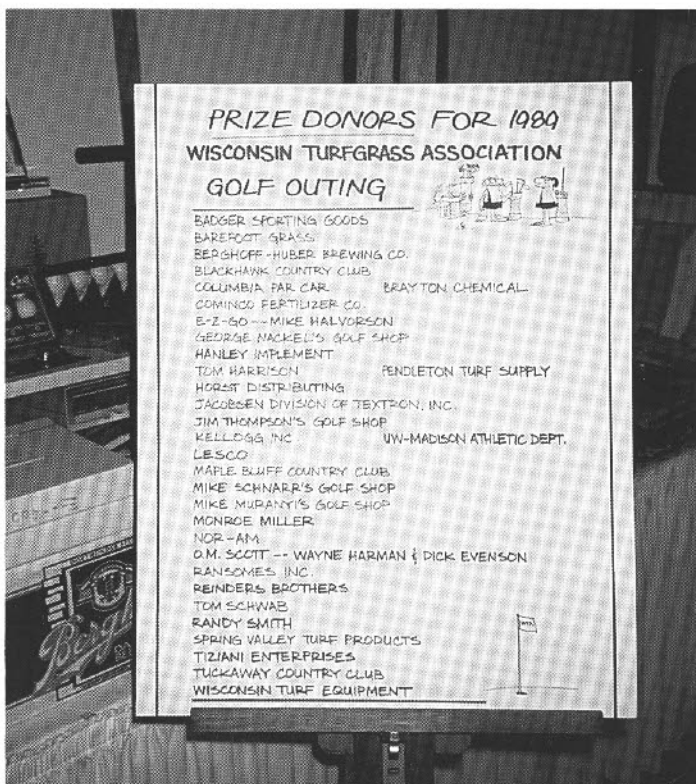 PRIZE DONORS FOR 1989
WISCONSIN TURFGRASS ASSOCIATION
GOLF OUTING
BADGER SPORTING GOODS
BAREFOOT GRASS
BERGHOFF-HUBER BREWING CO.
BLACKHAWK COUNTRY CLUB
COLUMBIA PAR CAR BRAYTON CHEMICAL
COMINCO FERTILIZER CO.
E-Z-GO -- MIKE HALVORSON
GEORGE NACKEL'S GOLF SHOP
HANLEY IMPLEMENT
TOM HARRISON PENDLETON TURF SUPPLY
HORST DISTRIBUTING
JACOBSEN DIVISION OF TEXTRON, INC.
JIM THOMPSON'S GOLF SHOP
KELLOGG INC UW-MADISON ATHLETIC DEPT.
LESCO
MAPLE BLUFF COUNTRY CLUB
MIKE SCHNARR'S GOLF SHOP
MIKE MURANYI'S GOLF SHOP
MONROE MILLER
NOR-AM
O.M. SCOTT -- WAYNE HARMAN & DICK EVENSON
RANSOMES INC.
REINDERS BROTHERS
TOM SCHWAB
RANDY SMITH
SPRING VALLEY TURF PRODUCTS
TIZIANI ENTERPRISES
TUCKAWAY COUNTRY CLUB
WISCONSIN TURF EQUIPMENT
WTA
Bergh